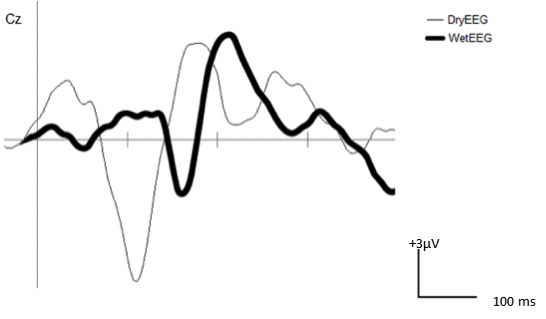 Cz
DryEEG
WetEEG
+3µV
100 ms